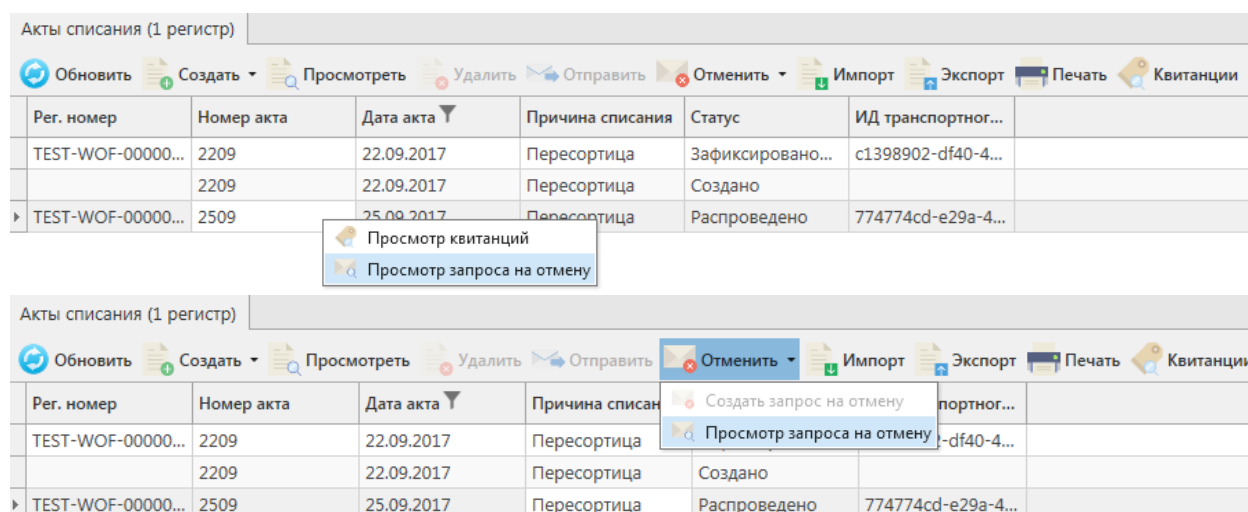 Акты списания (1 регистр)
Обновить Создать Просмотреть Удалить Отправить Отменить Импорт Экспорт Печать Квитанции
Рег. номер Номер акта Дата акта Причина списания Статус ИД транспортног...
TEST-WOF-00000... 2209 22.09.2017 Пересортица Зафиксировано... c1398902-df40-4...
2209 22.09.2017 Пересортица Создано
TEST-WOF-00000... 2509 25.09.2017 Пересортица Распроведено 774774cd-e29a-4...
Просмотр квитанций
Просмотр запроса на отмену
Акты списания (1 регистр)
Обновить Создать Просмотреть Удалить Отправить Отменить Импорт Экспорт Печать Квитанции
Рег. номер Номер акта Дата акта Причина списан портног...
Создать запрос на отмену
TEST-WOF-00000... 2209 22.09.2017 Пересортица 2-df40-4...
Просмотр запроса на отмену
2209 22.09.2017 Пересортица Создано
TEST-WOF-00000... 2509 25.09.2017 Пересортица Распроведено 774774cd-e29a-4...